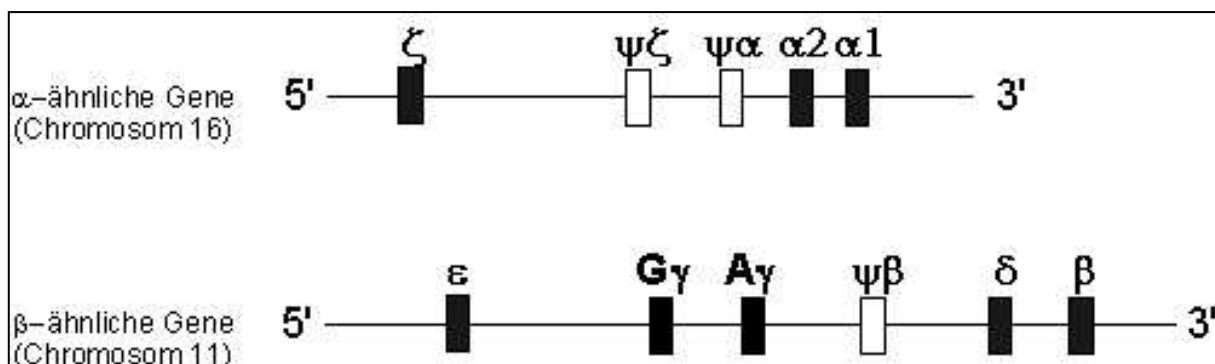 ζ ψζ ψα α2 α1
α–ähnliche Gene 5' 3'
(Chromosom 16)
ε Gγ Aγ ψβ δ β
β–ähnliche Gene 5' 3'
(Chromosom 11)